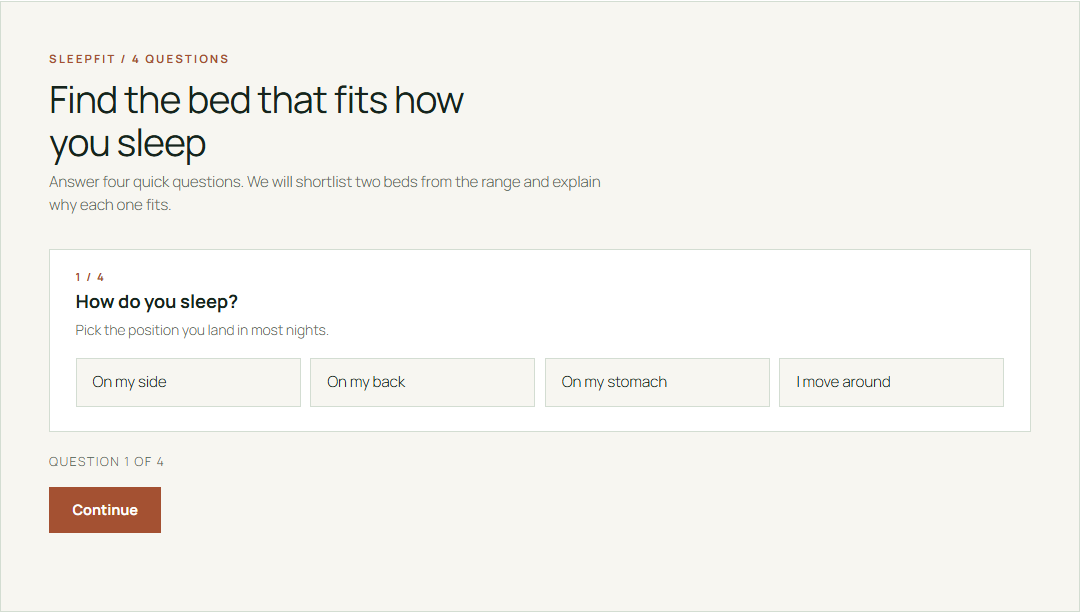 SLEEPFIT / 4 QUESTIONS
Find the bed that fits how
you sleep
Answer four quick questions. We will shortlist two beds from the range and explain
why each one fits.
1 / 4
How do you sleep?
Pick the position you land in most nights.
On my side
On my back
On my stomach
I move around
QUESTION 1 OF 4
Continue